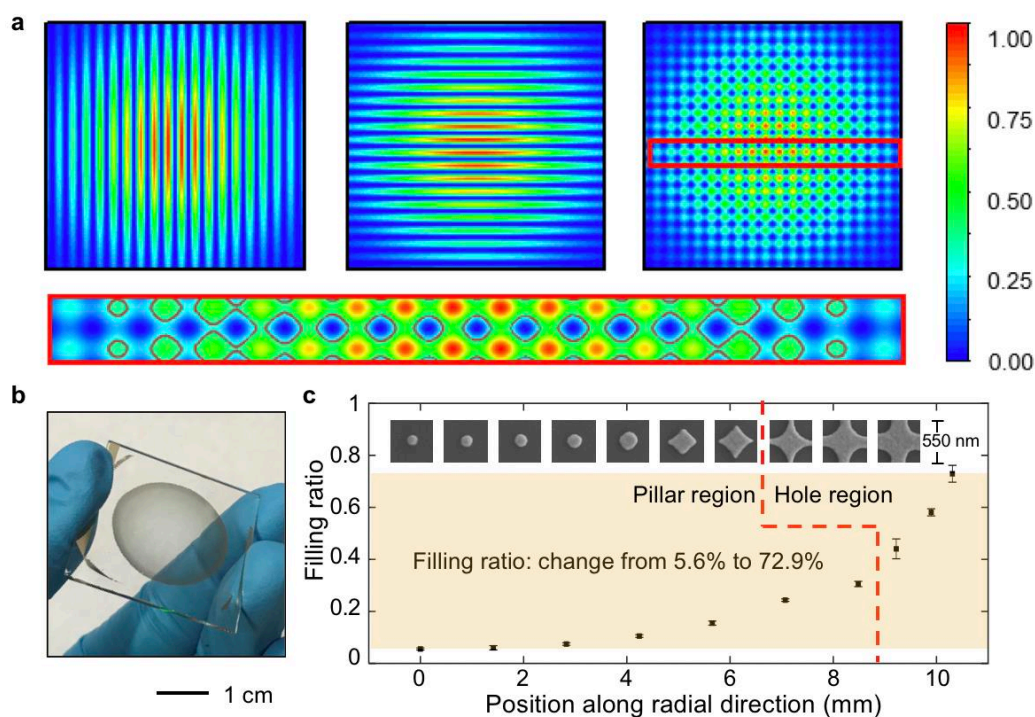 a
1.00
0.75
0.50
0.25
0.00
b
1 cm
c
1
0.8
0.6
0.4
0.2
0
Filling ratio
550 nm
Pillar region
Hole region
Filling ratio: change from 5.6% to 72.9%
0 2 4 6 8 10
Position along radial direction (mm)